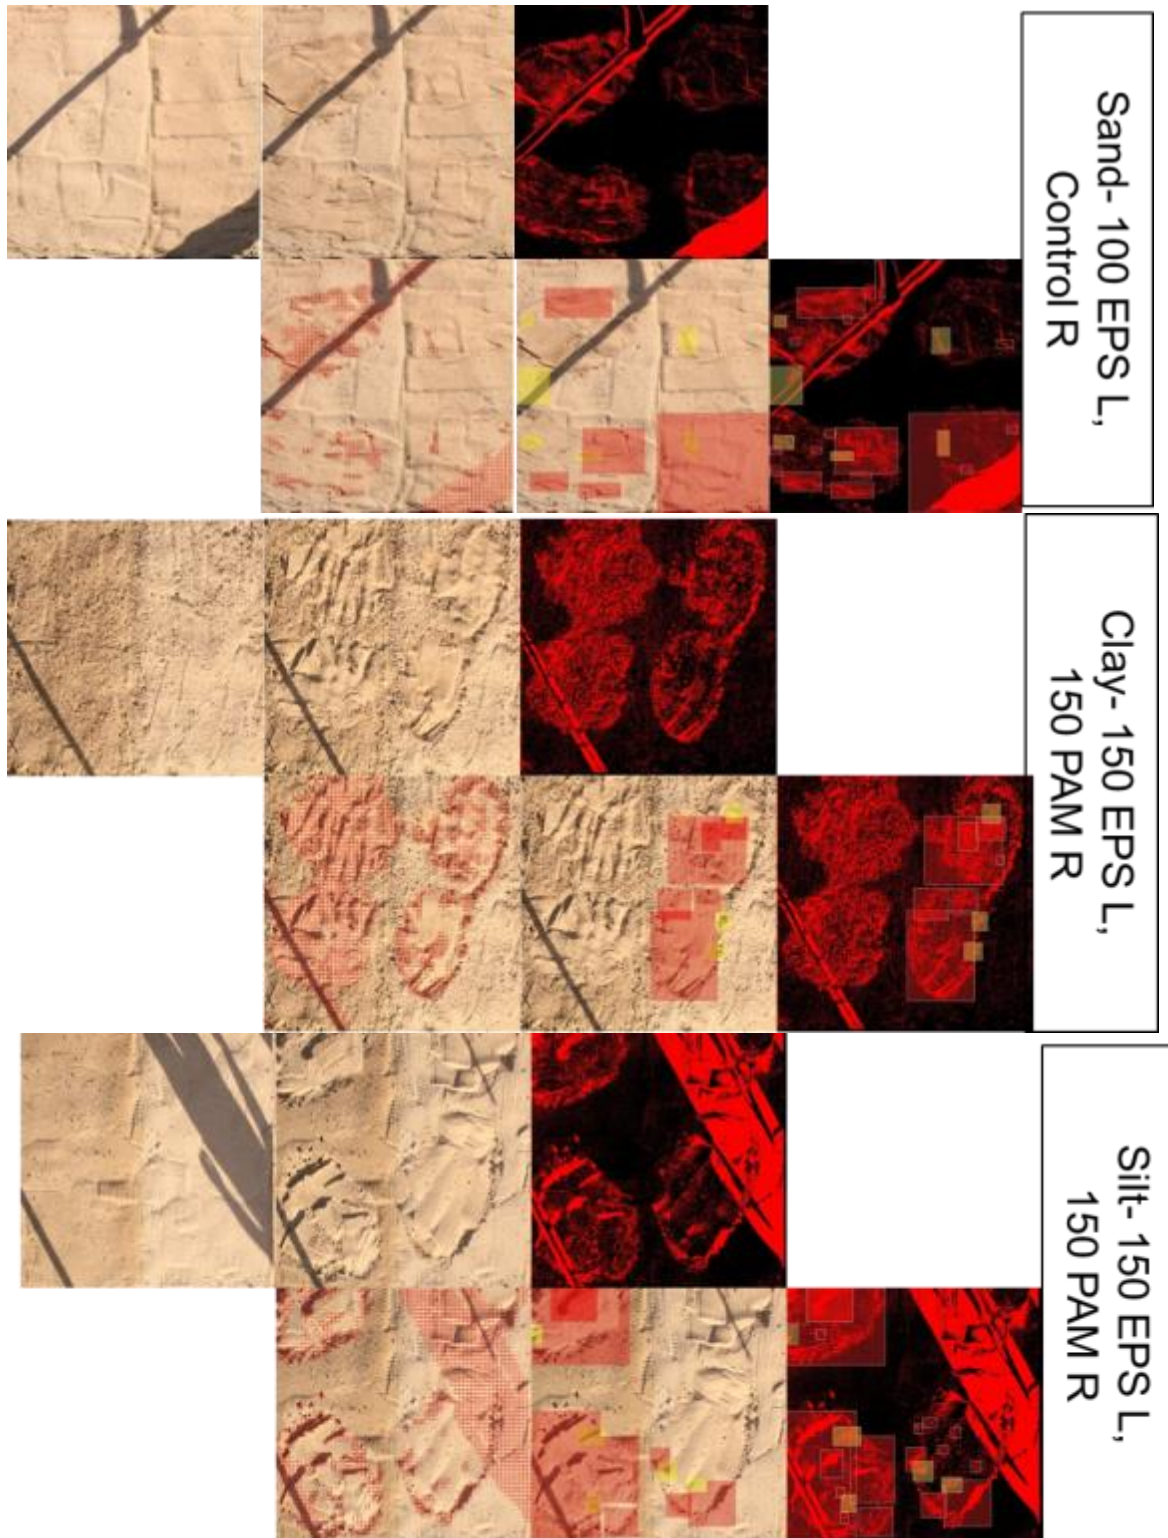 Sand- 100 EPS L,
Control R
Clay- 150 EPS L,
150 PAM R
Silt- 150 EPS L,
150 PAM R